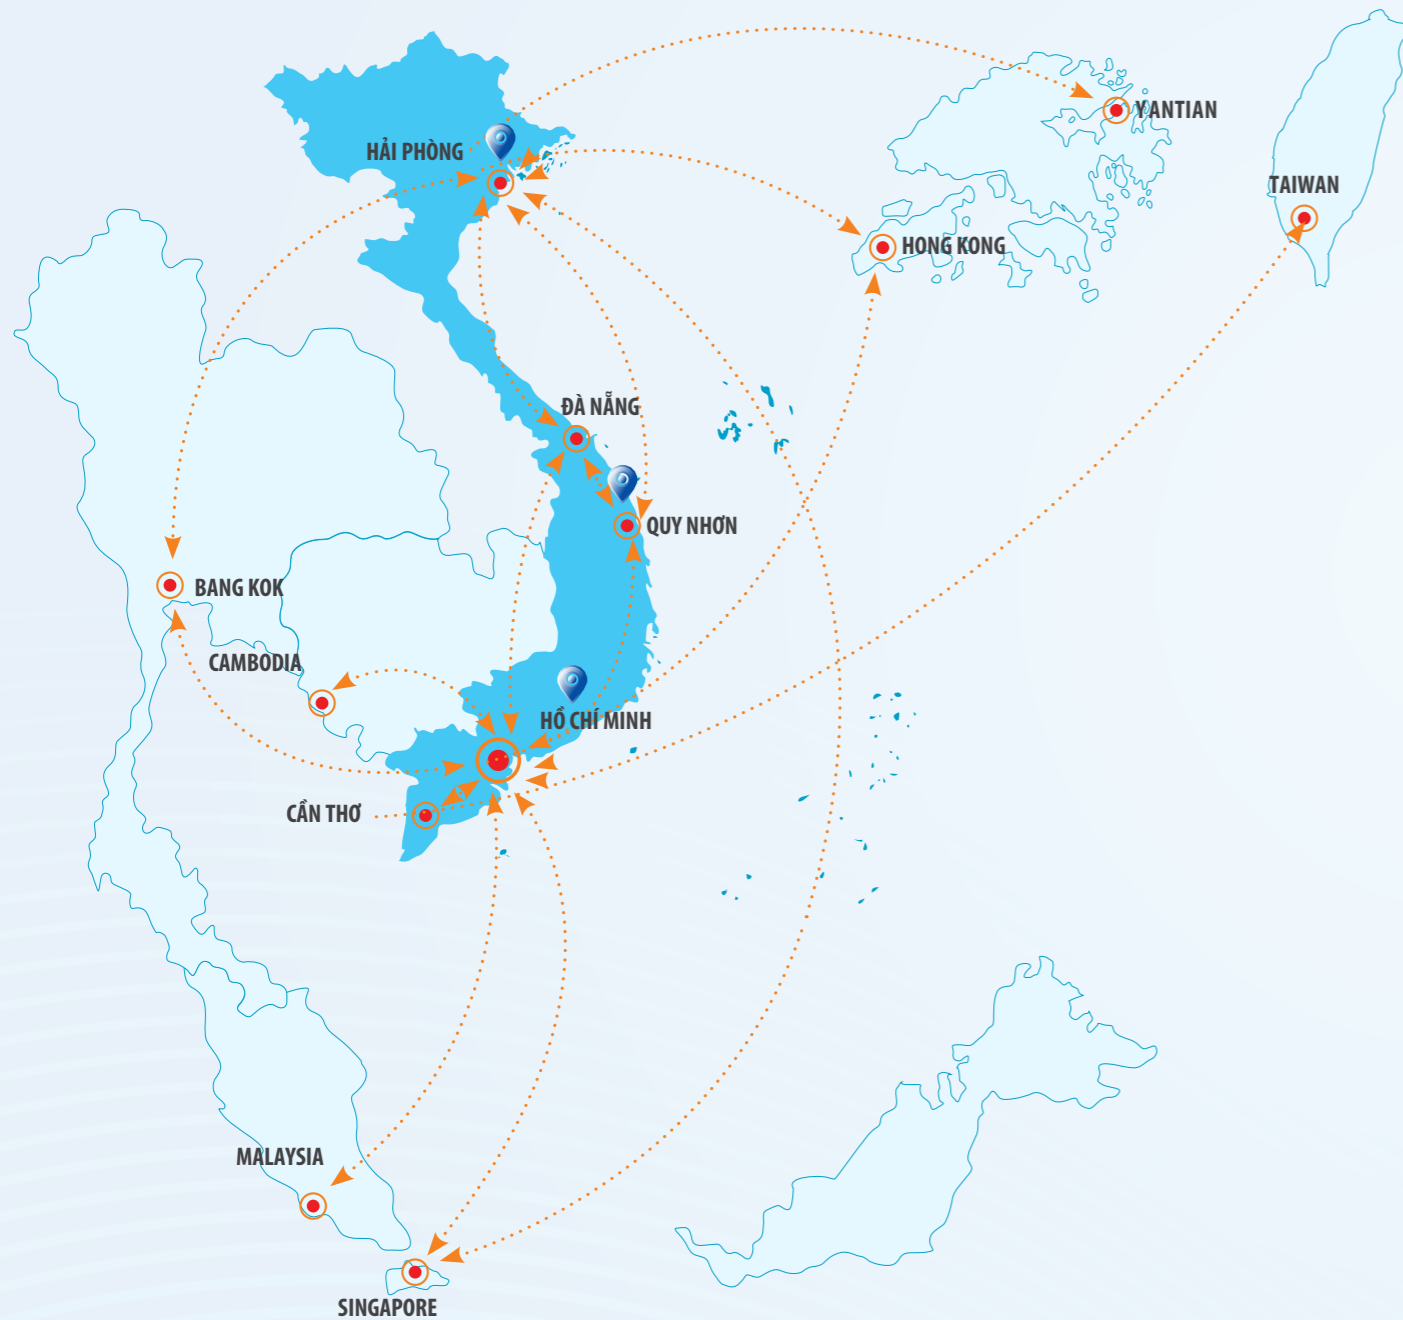 YANTIAN
HẢI PHÒNG
TAIWAN
HONG KONG
ĐÀ NẴNG
QUY NHƠN
BANG KOK
CAMBODIA
HỒ CHÍ MINH
CẦN THƠ
MALAYSIA
SINGAPORE